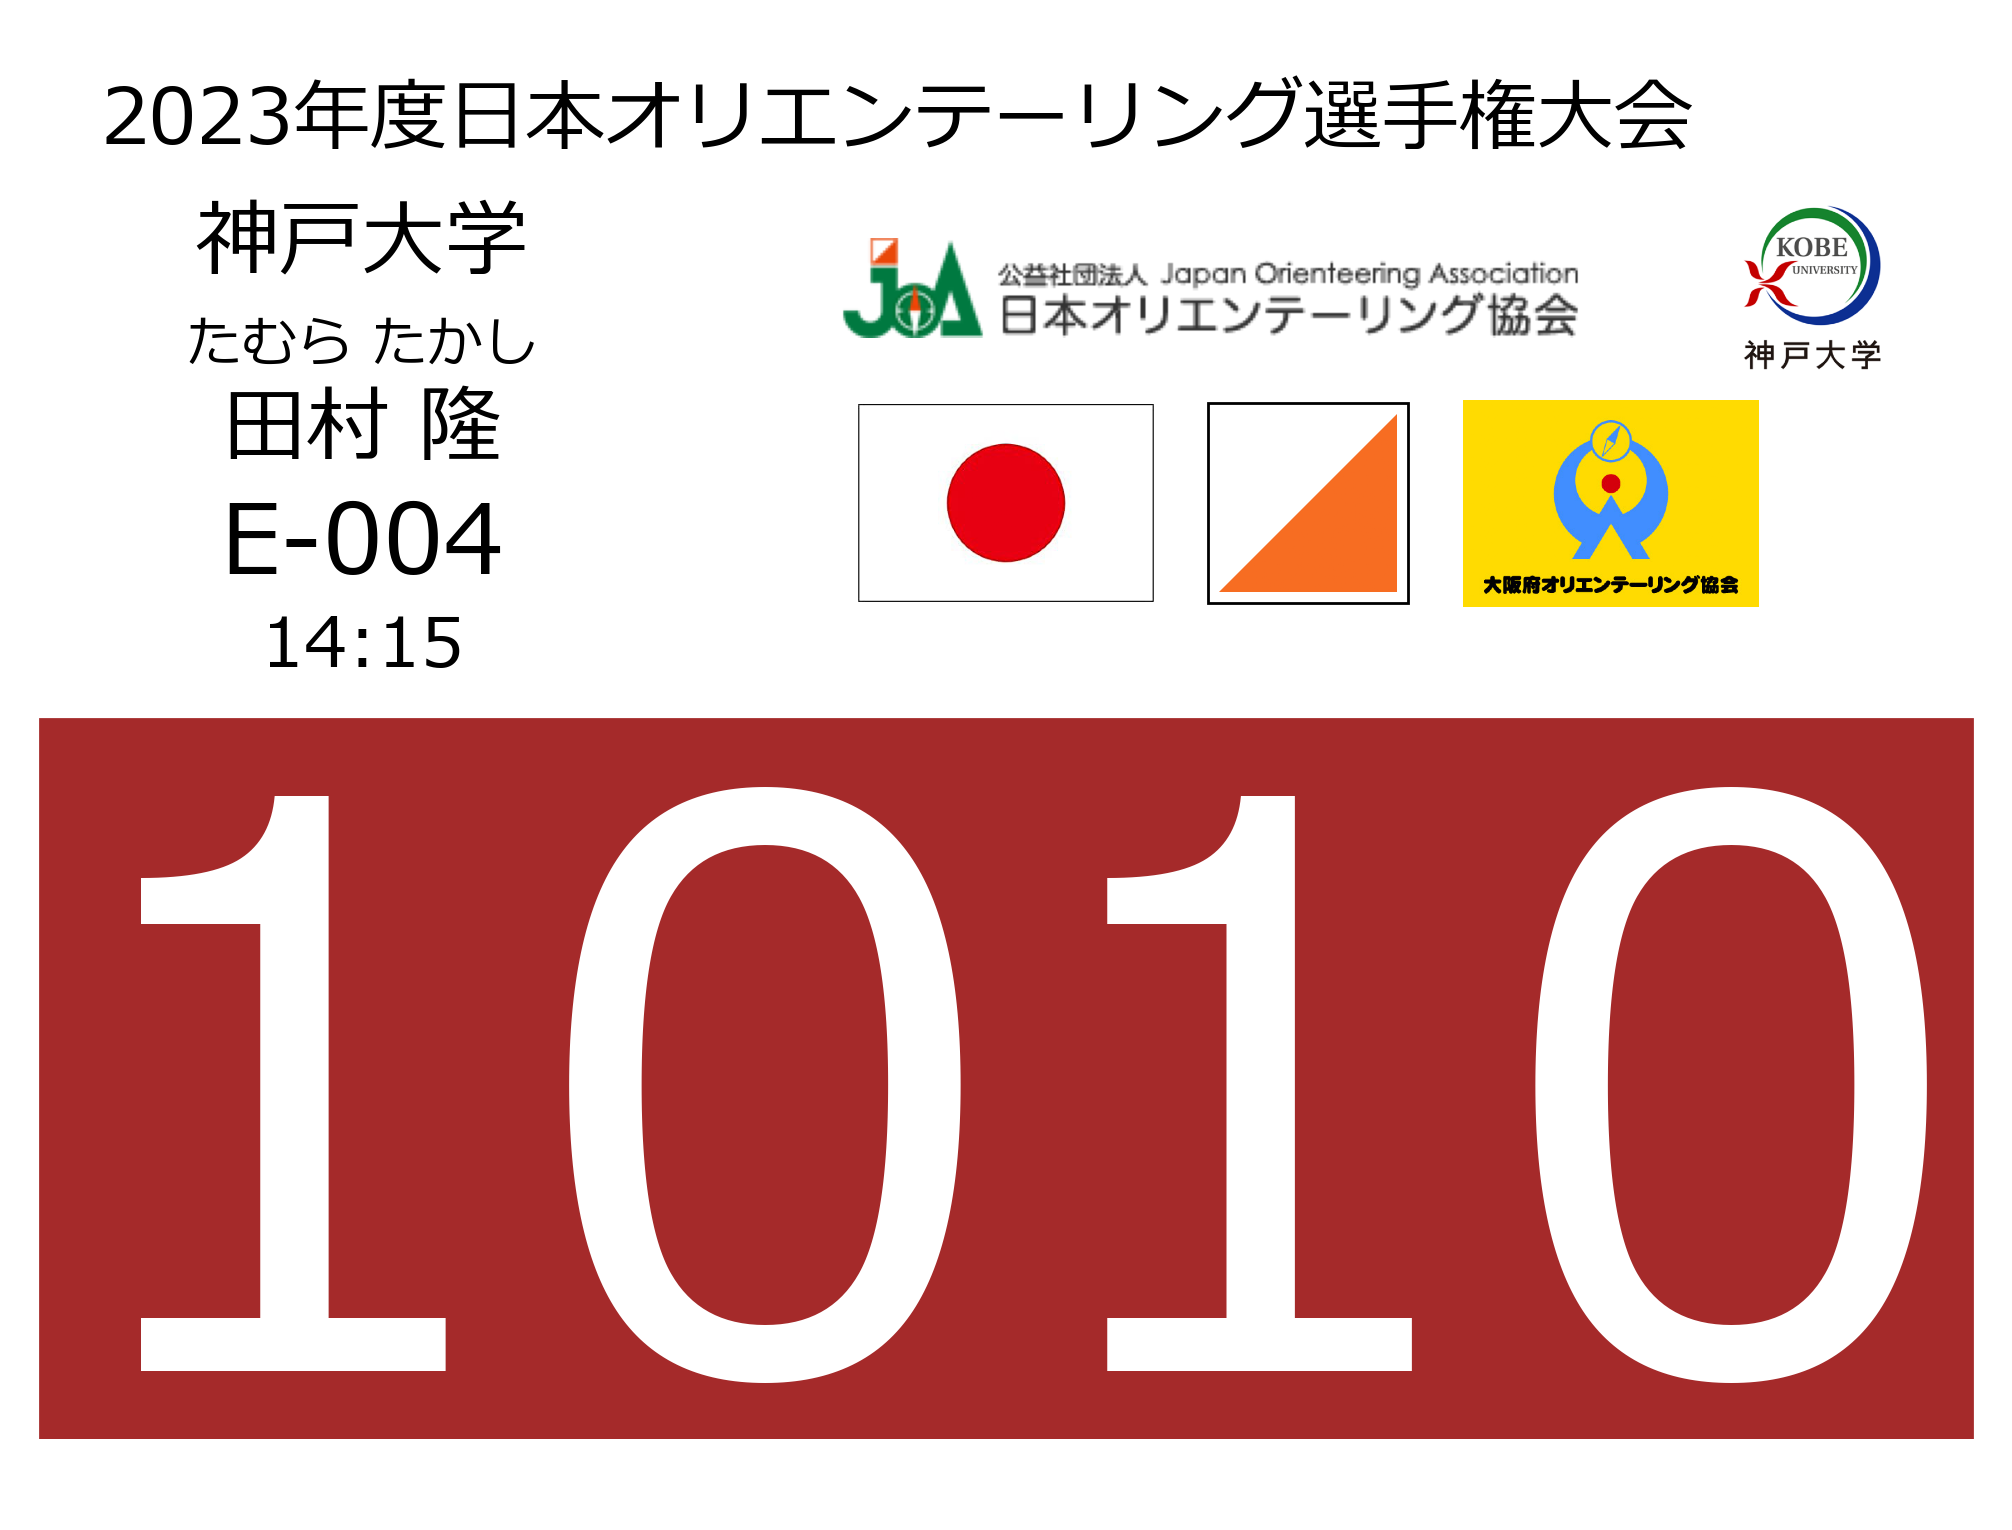 2023年度日本オリエンテーリング選手権大会
神戸大学
たむら たかし
田村 隆
E-004
14:15
公益社団法人 Japan Orienteering Association
日本オリエンテーリング協会
KOBE
UNIVERSITY
神戸大学
大阪府オリエンテーリング協会
1010